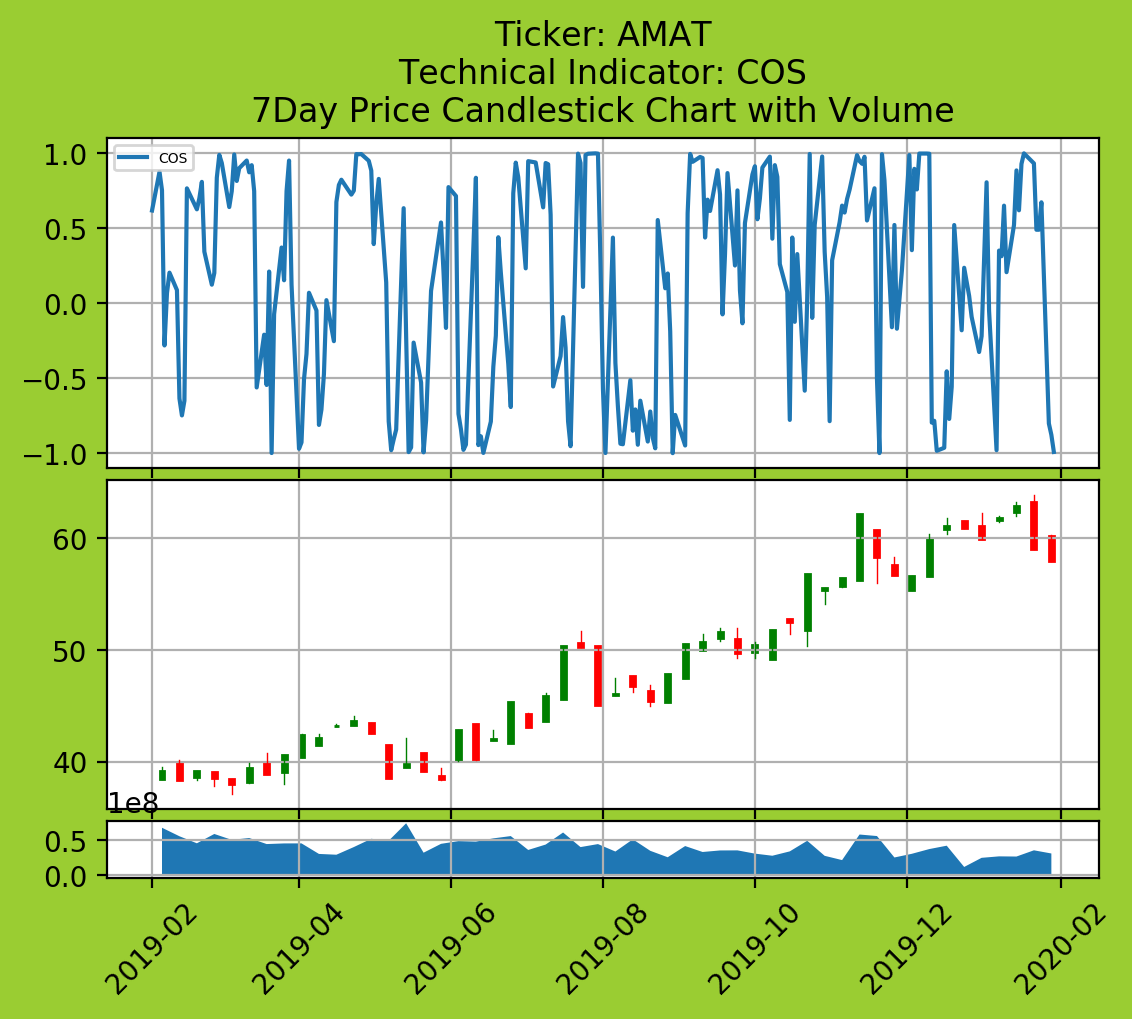 Ticker: AMAT
Technical Indicator: COS
7Day Price Candlestick Chart with Volume
1.0
COS
0.5
0.0
−0.5
−1.0
60
50
40
1e8
0.5
0.0
2019-02 2019-04 2019-06 2019-08 2019-10 2019-12 2020-02